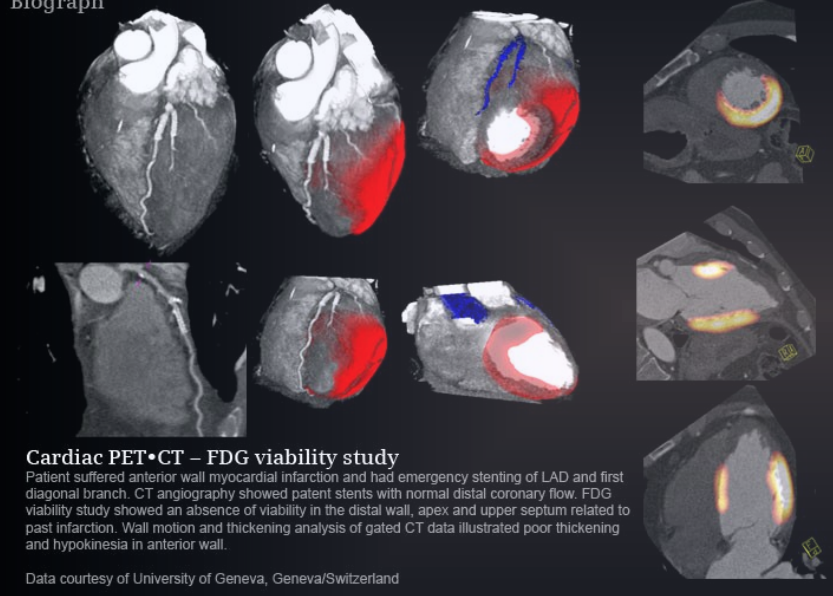 Biograph
Cardiac PET•CT – FDG viability study
Patient suffered anterior wall myocardial infarction and had emergency stenting of LAD and first
diagonal branch. CT angiography showed patent stents with normal distal coronary flow. FDG
viability study showed an absence of viability in the distal wall, apex and upper septum related to
past infarction. Wall motion and thickening analysis of gated CT data illustrated poor thickening
and hypokinesia in anterior wall.
Data courtesy of University of Geneva, Geneva/Switzerland